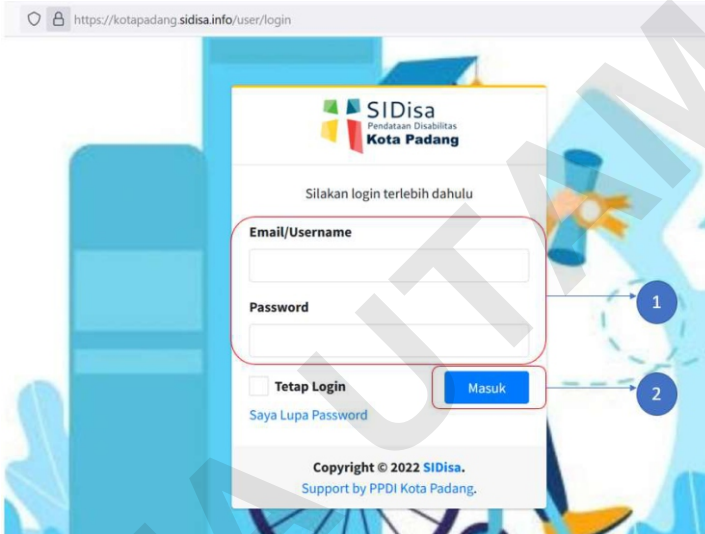 https://kotapadang.sidisa.info/user/login
SIDisa
Pendataan Disabilitas
Kota Padang
Silakan login terlebih dahulu
Email/Username
Password
1
Tetap Login
Masuk
2
Saya Lupa Password
Copyright © 2022 SIDisa.
Support by PPDI Kota Padang.